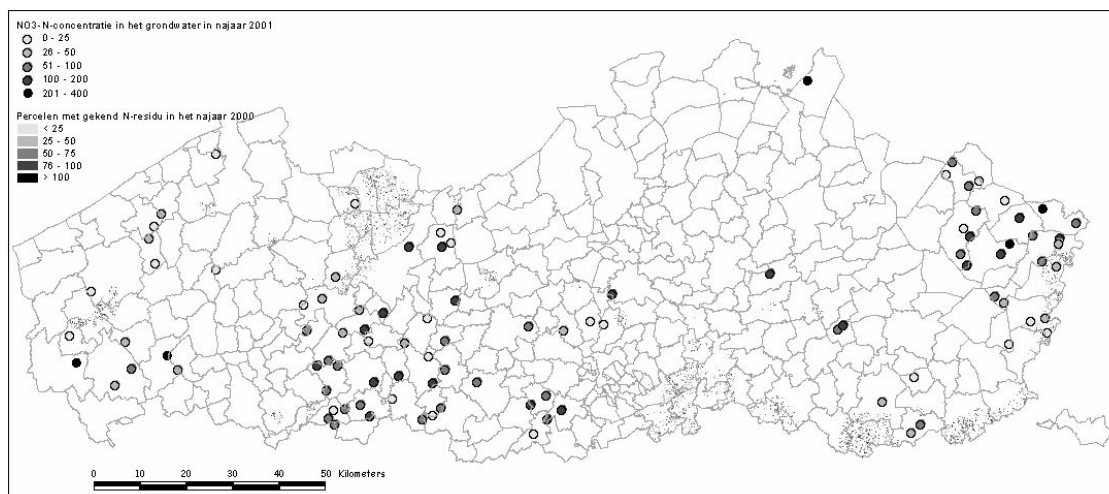 NO3-N-concentratie in het grondwater in najaar 2001
0 - 25
26 - 50
51 - 100
100 - 200
201 - 400
Percelen met gekend N-residu in het najaar 2000
< 25
25 - 50
50 - 75
76 - 100
> 100
0 10 20 30 40 50 Kilometers